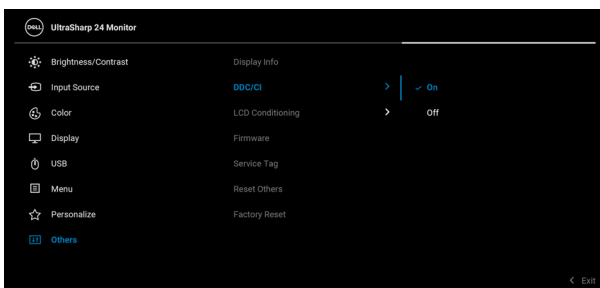 DELL UltraSharp 24 Monitor
Brightness/Contrast Display Info
Input Source DDC/CI > ✓ On
Color LCD Conditioning > Off
Display Firmware
USB Service Tag
Menu Reset Others
Personalize Factory Reset
Others
< Exit